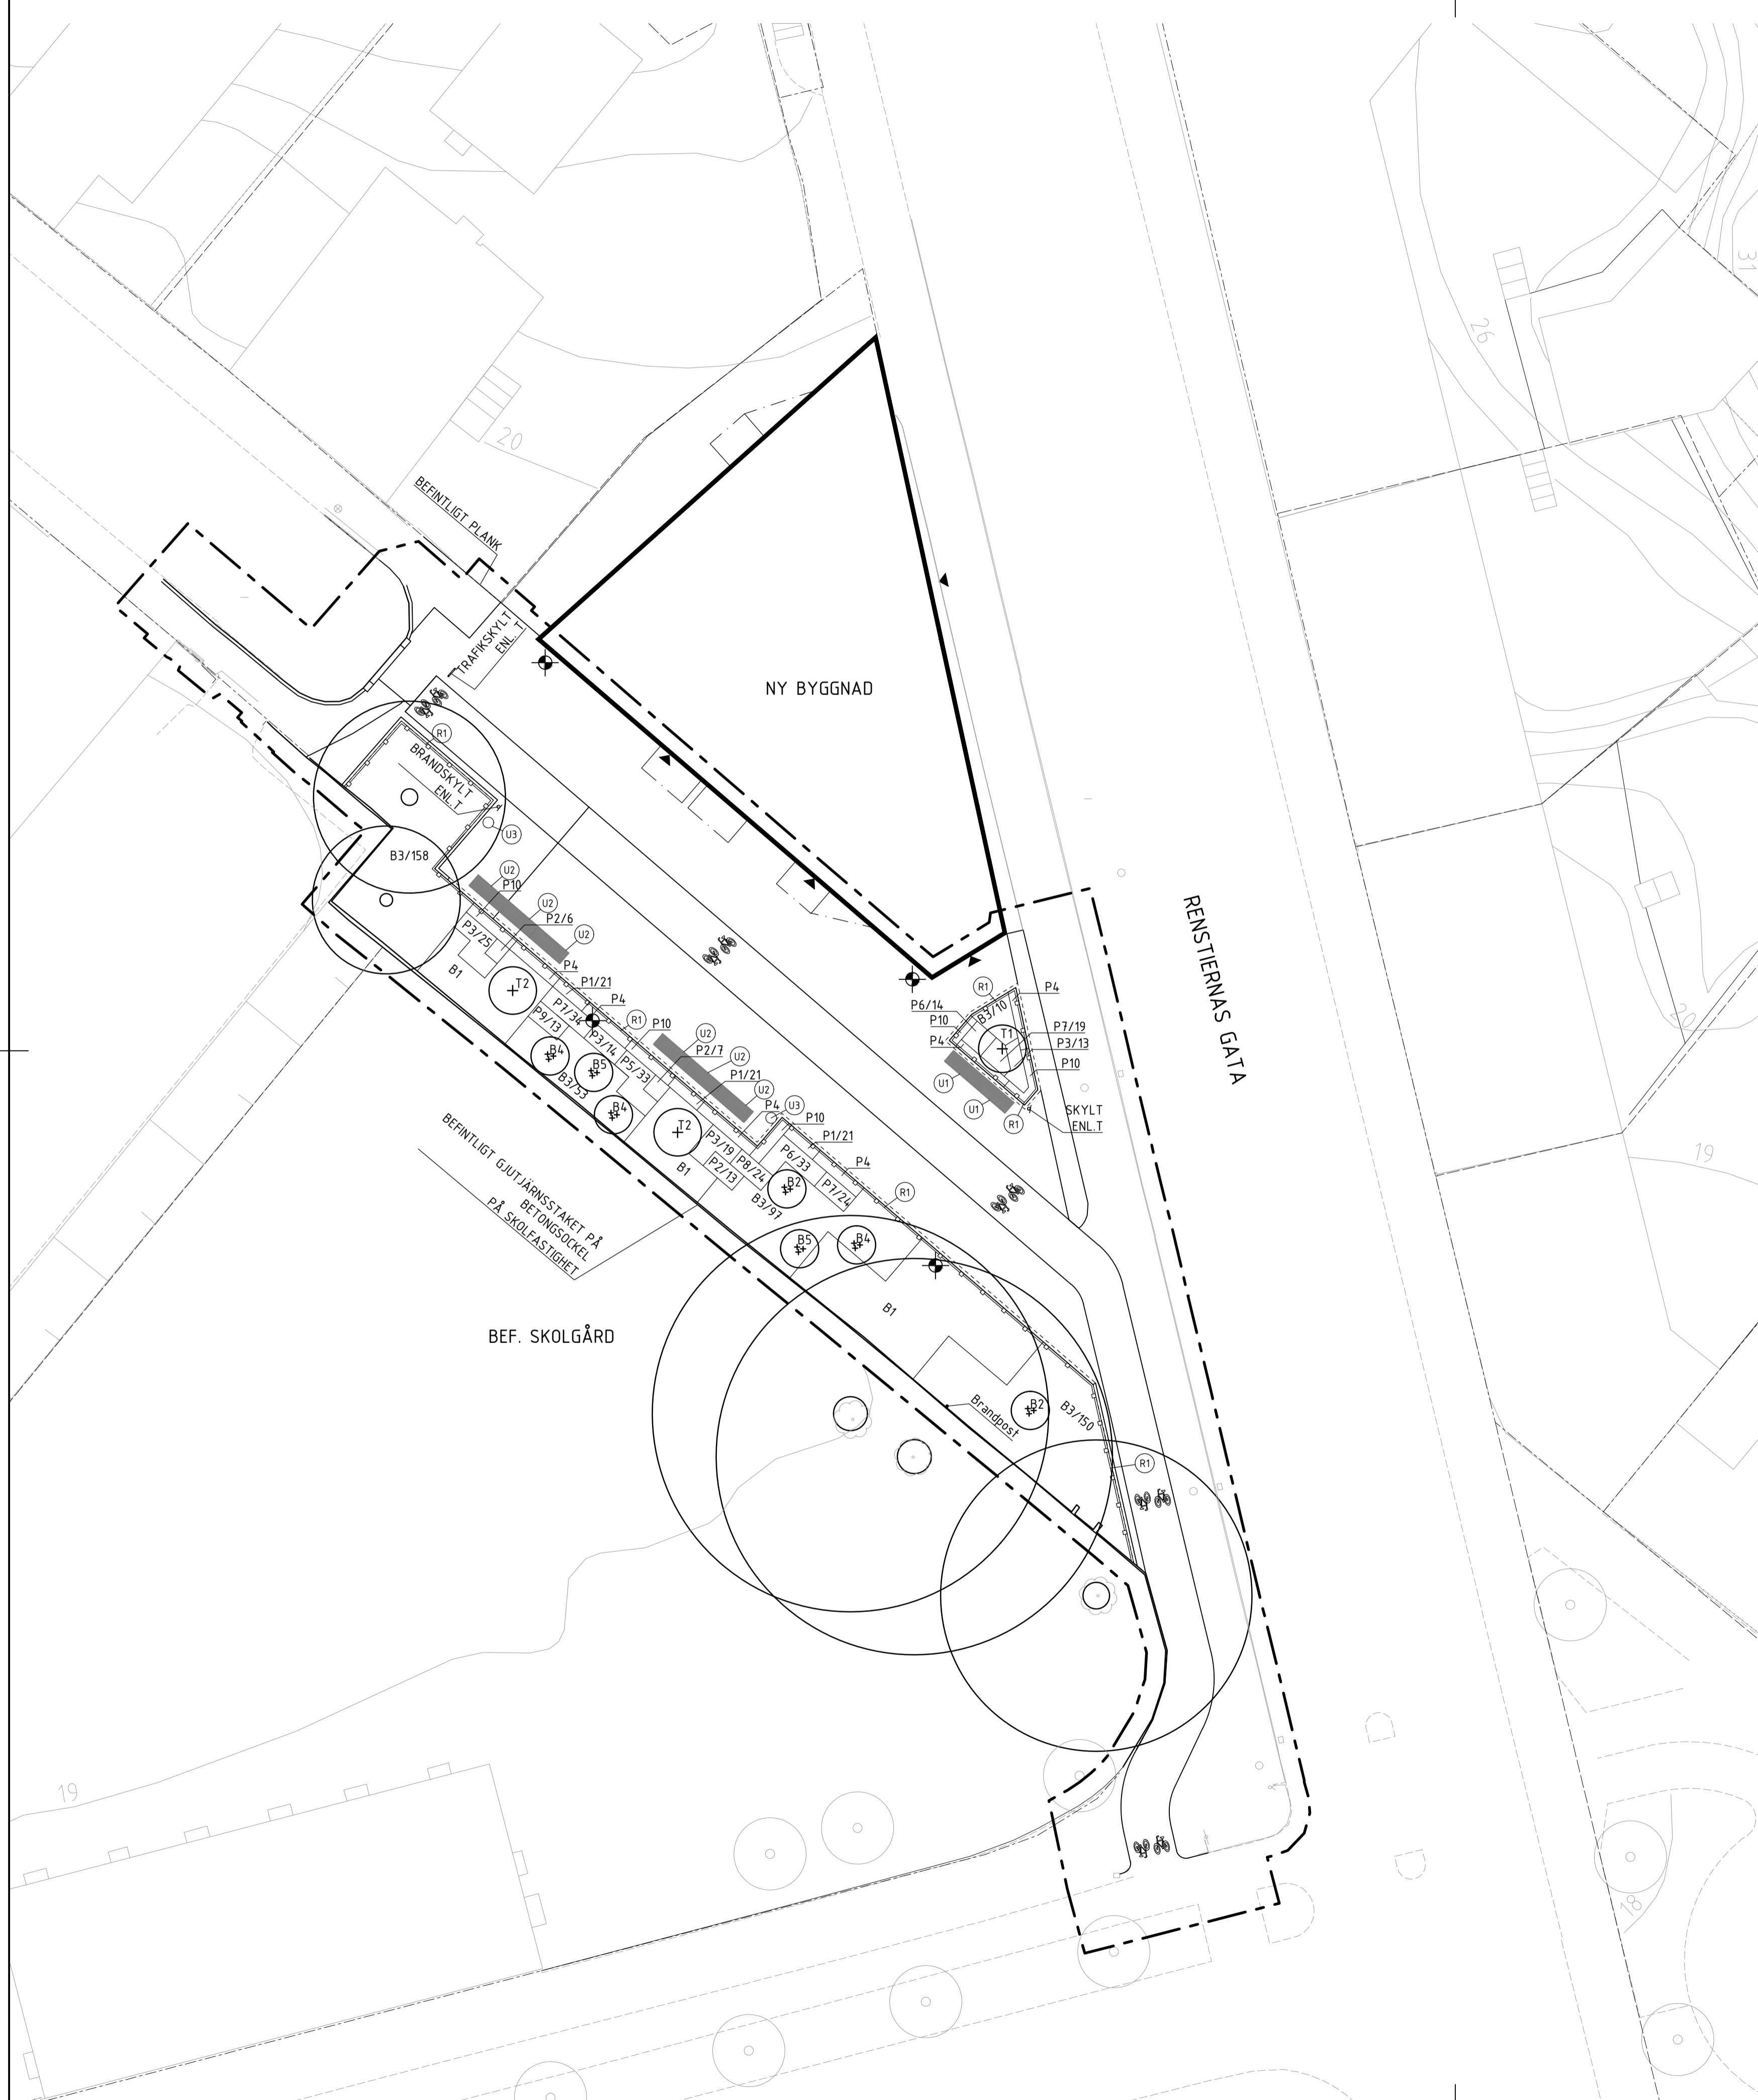 31
26
20
BEFINTLIGT PLANK
TRAFIKSKYLT
ENL. T
NY BYGGNAD
R1
BRANDSKYLT
ENL.T
U3
B3/158
U2
P10
U2
P2/6
U2
P3/25
B1
P4
T2
P1/21
P4
P7/34
P9/13
R1
P10
P3/14
U2
B4
P2/7
U2
P5/33
B5
B3/53
P1/21
U2
B4
P4
U3
P10
T2
P1/21
P3/19
P8/24
P6/33
P4
B1
P2/13
B2
P7/24
R1
B3/97
B5
B4
B1
RENSTIERNAS GATA
R1
P4
P6/14
B3/10
P10
T1
P7/19
P4
P3/13
P10
U1
U1
R1
SKYLT
ENL.T
20
19
BEFINTLIGT GJUTJÄRNSSTAKET PÅ
BETONGSOCKEL
PÅ SKOLFASTIGHET
BEF. SKOLGÅRD
Brandpost
B2
B3/150
R1
19
18